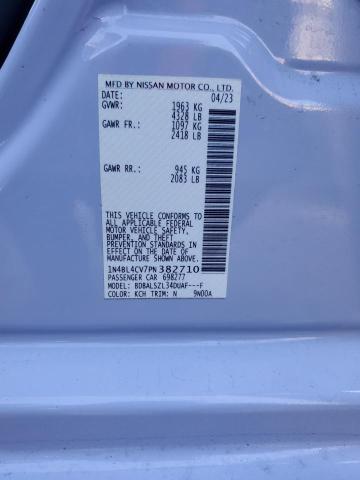 MFD BY NISSAN MOTOR CO., LTD.
DATE: 04/23
GVWR: 1963 KG
4328 LB
GAWR FR: 1097 KG
2418 LB
GAWR RR: 945 KG
2083 LB
THIS VEHICLE CONFORMS TO ALL
APPLICABLE FEDERAL
MOTOR VEHICLE SAFETY,
BUMPER, AND THEFT
PREVENTION STANDARDS IN
EFFECT ON THE DATE OF
MANUFACTURE SHOWN ABOVE.
1N4BL4CV7PN382710
PASSENGER CAR 698277
MODEL: BDBALSZL34DUAF---F
COLOR: KCH TRIM: N 9N00A